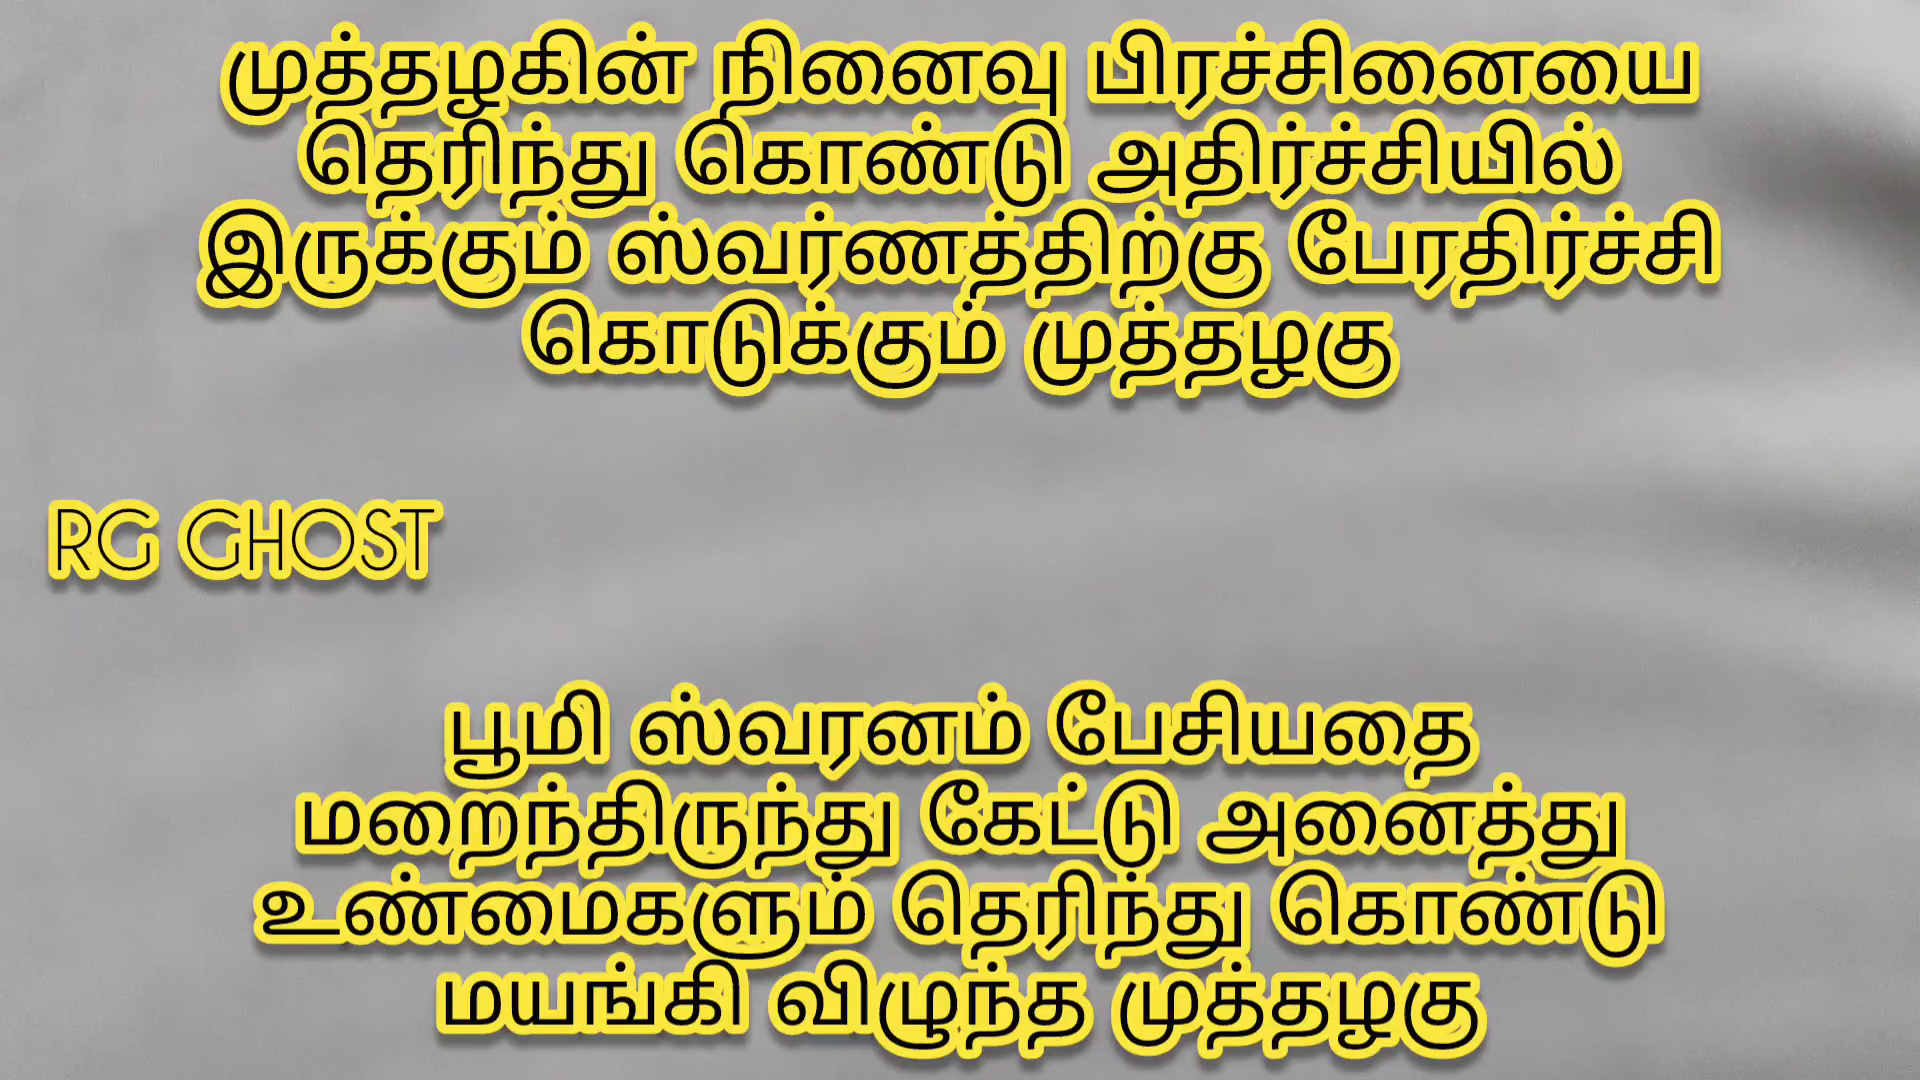 முத்தழகின் நினைவு பிரச்சினையை
தெரிந்து கொண்டு அதிர்ச்சியில்
இருக்கும் ஸ்வர்ணத்திற்கு பேரதிர்ச்சி
கொடுக்கும் முத்தழகு
RG GHOST
பூமி ஸ்வரனம் பேசியதை
மறைந்திருந்து கேட்டு அனைத்து
உண்மைகளும் தெரிந்து கொண்டு
மயங்கி விழுந்த முத்தழகு